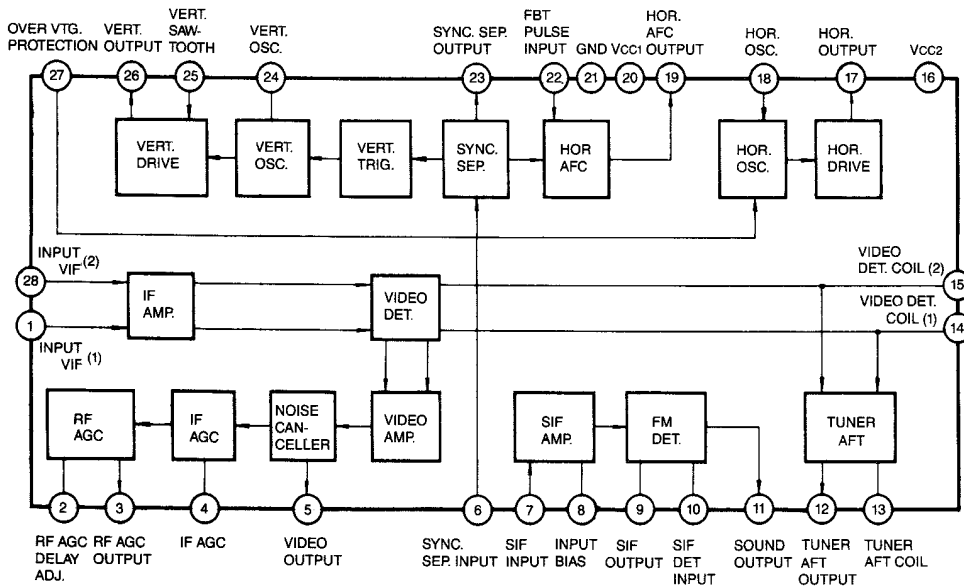 OVER VTG.
PROTECTION
VERT.
OUTPUT
VERT.
SAW-
TOOTH
VERT.
OSC.
SYNC. SEP.
OUTPUT
FBT
PULSE
INPUT
GND
VCC1
HOR.
AFC
OUTPUT
HOR.
OSC.
HOR.
OUTPUT
VCC2
27
26
25
24
23
22
21
20
19
18
17
16
VERT.
DRIVE
VERT.
OSC.
VERT.
TRIG.
SYNC.
SEP.
HOR
AFC
HOR.
OSC.
HOR.
DRIVE
INPUT
VIF (2)
28
1
INPUT
VIF (1)
IF
AMP.
VIDEO
DET.
VIDEO
DET. COIL (2)
15
VIDEO DET.
COIL (1)
14
RF
AGC
IF
AGC
NOISE
CAN-
CELLER
VIDEO
AMP.
SIF
AMP.
FM
DET.
TUNER
AFT
2
3
4
5
6
7
8
9
10
11
12
13
RF AGC
DELAY
ADJ.
RF AGC
OUTPUT
IF AGC
VIDEO
OUTPUT
SYNC.
SEP. INPUT
SIF
INPUT
INPUT
BIAS
SIF
OUTPUT
SIF
DET
INPUT
SOUND
OUTPUT
TUNER
AFT
OUTPUT
TUNER
AFT COIL